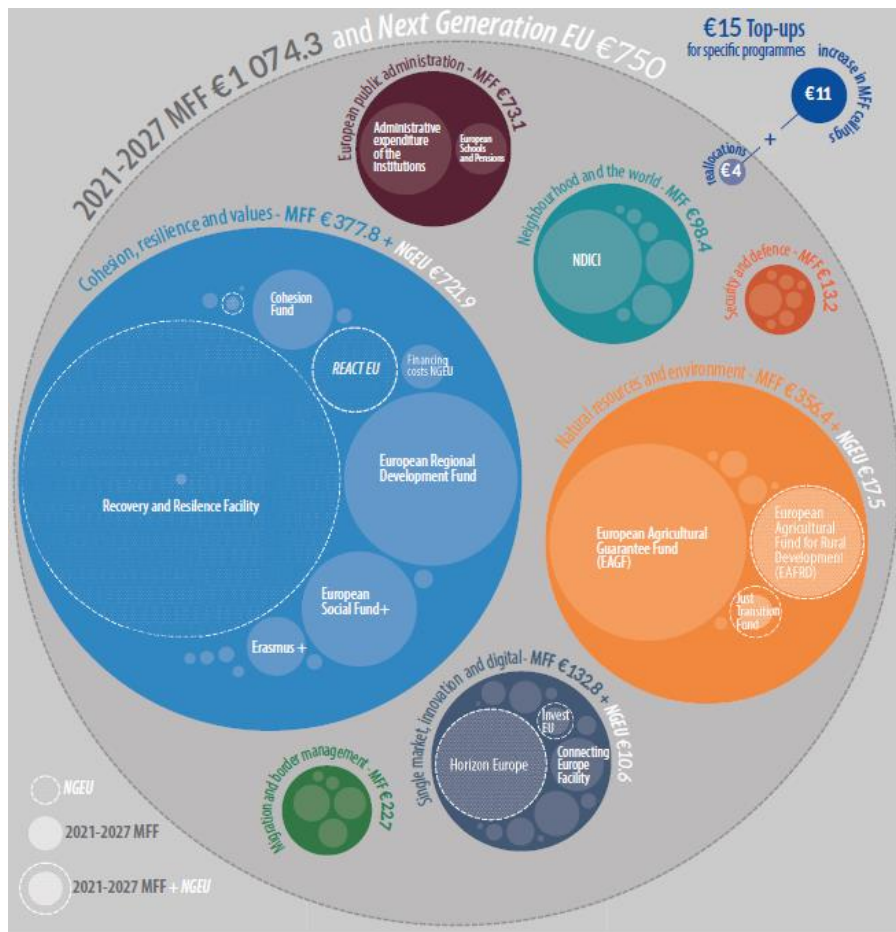 2021-2027 MFF €1 074.3 and Next Generation EU €750
€15 Top-ups
for specific programmes
increase in MFF ceilings
€11
+
reallocations
€4
European public administration - MFF €73.1
Administrative
expenditure
of the
institutions
European
Schools
and Pensions
Neighbourhood and the world - MFF €98.4
NDICI
Security and defence - MFF €13.2
Cohesion, resilience and values - MFF €377.8 + NGEU €721.9
Cohesion
Fund
REACT EU
Financing
costs NGEU
European Regional
Development Fund
Recovery and Resilence Facility
European
Social Fund+
Erasmus +
Natural resources and environment - MFF €356.4 + NGEU €17.5
European Agricultural
Guarantee Fund
(EAGF)
European
Agricultural
Fund for Rural
Development
(EAFRD)
Just
Transition
Fond
Single market, innovation and digital- MFF €132.8 + NGEU €10.6
Horizon Europe
Invest
EU
Connecting
Europe
Facility
Migration and border management - MFF €22.7
NGEU
2021-2027 MFF
2021-2027 MFF + NGEU